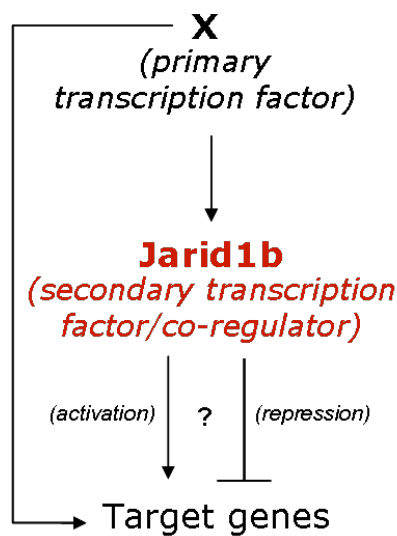 X
(primary
transcription factor)
Jarid1b
(secondary transcription
factor/co-regulator)
(activation) ? (repression)
Target genes